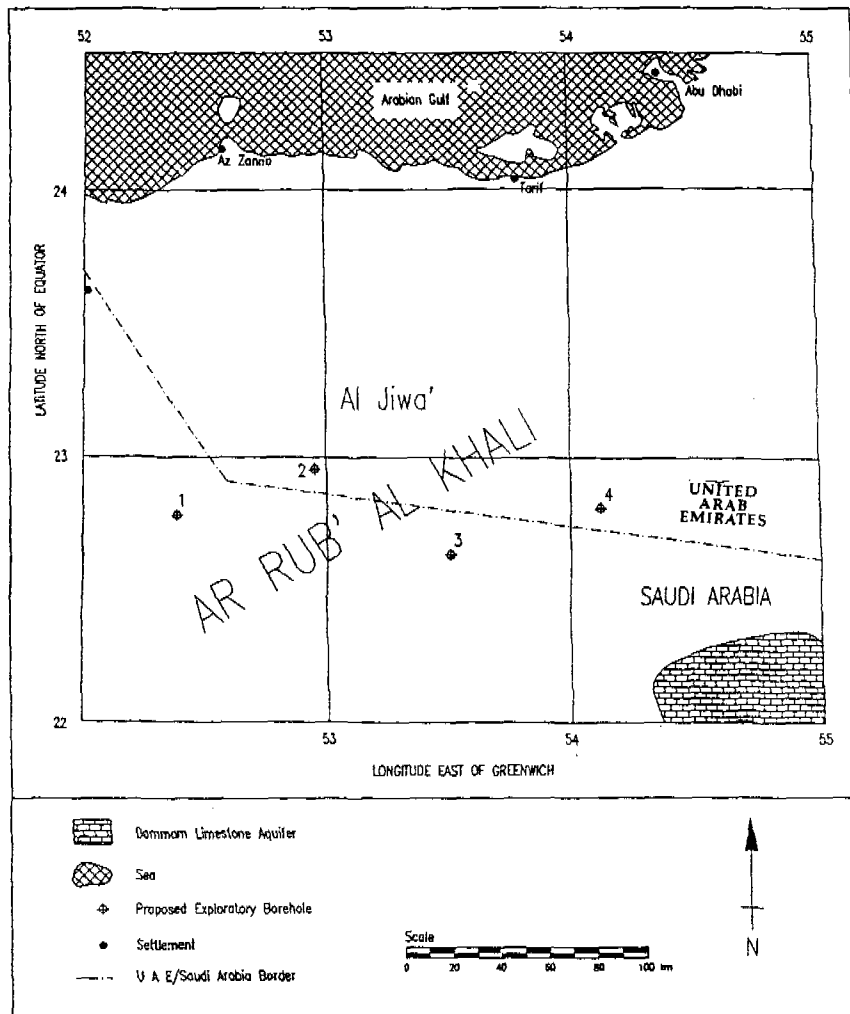 52 53 54 55
Arabian Gulf
Abu Dhabi
Az Zanna
Tarif
24
LATITUDE NORTH OF EQUATOR
Al Jiwa'
23
2
1
4
UNITED
ARAB
EMIRATES
AR RUB' AL KHALI
3
SAUDI ARABIA
22
53 54 55
LONGITUDE EAST OF GREENWICH
Dammam Limestone Aquifer
Sea
Proposed Exploratory Borehole
Settlement
U A E/Saudi Arabia Border
Scale
0 20 40 60 80 100 km
N